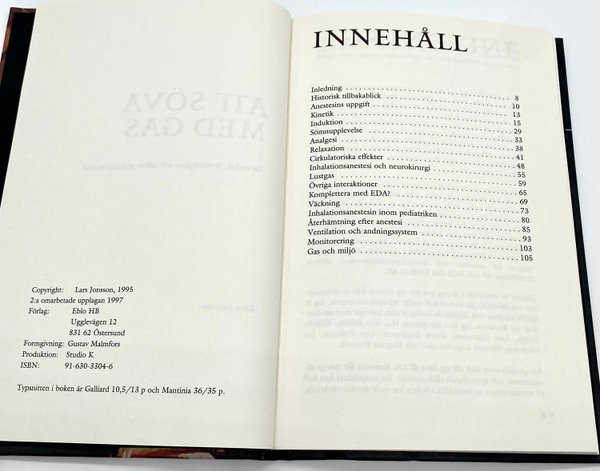 INNEHÅLL
Inledning . . . . . . . . . . . . . . . . . . . . 8
Historisk tillbakablick . . . . . . . . . . . . . . . . . . . . 10
Anestesins uppgift . . . . . . . . . . . . . . . . . . . . 13
Kinetik . . . . . . . . . . . . . . . . . . . . 15
Induktion . . . . . . . . . . . . . . . . . . . . 29
Sömnupplevelse . . . . . . . . . . . . . . . . . . . . 33
Analgesi . . . . . . . . . . . . . . . . . . . . 38
Relaxation . . . . . . . . . . . . . . . . . . . . 41
Cirkulatoriska effekter . . . . . . . . . . . . . . . . . . . . 48
Inhalationsanestesi och neurokirurgi . . . . . . . . . . . . . . . . . . . . 55
Lustgas . . . . . . . . . . . . . . . . . . . . 59
Övriga interaktioner . . . . . . . . . . . . . . . . . . . . 65
Komplettera med EDA? . . . . . . . . . . . . . . . . . . . . 69
Väckning . . . . . . . . . . . . . . . . . . . . 73
Inhalationsanestesin inom pediatriken . . . . . . . . . . . . . . . . . . . . 80
Återhämtning efter anestesi . . . . . . . . . . . . . . . . . . . . 85
Ventilation och andningssystem . . . . . . . . . . . . . . . . . . . . 93
Monitorering . . . . . . . . . . . . . . . . . . . . 103
Gas och miljö . . . . . . . . . . . . . . . . . . . . 105
Copyright: Lars Jonsson, 1995
2:a omarbetade upplagan 1997
Förlag: Eblo HB
Ugglevägen 12
831 62 Östersund
Formgivning: Gustav Malmfors
Produktion: Studio K
ISBN: 91-630-3304-6
Typsnitten i boken är Galliard 10,5/13 p och Mantinia 36/35 p.